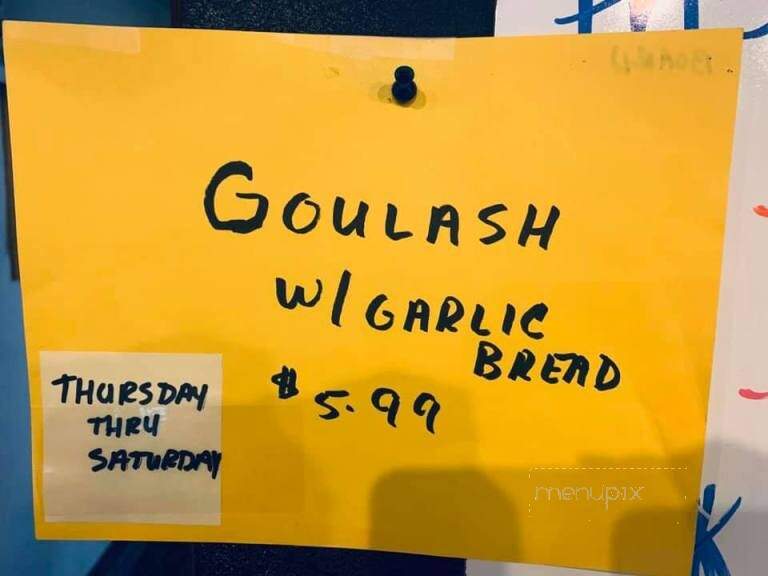 GOULASH
W/ GARLIC
BREAD
$5.99
THURSDAY
THRU
SATURDAY
menupix